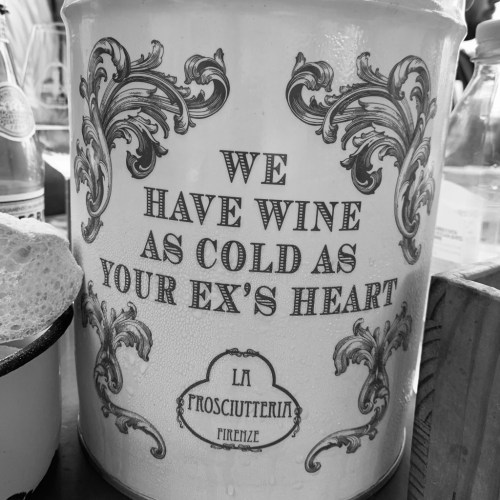 WE
HAVE WINE
AS COLD AS
YOUR EX'S HEART
LA
PROSCIUTTERIA
FIRENZE